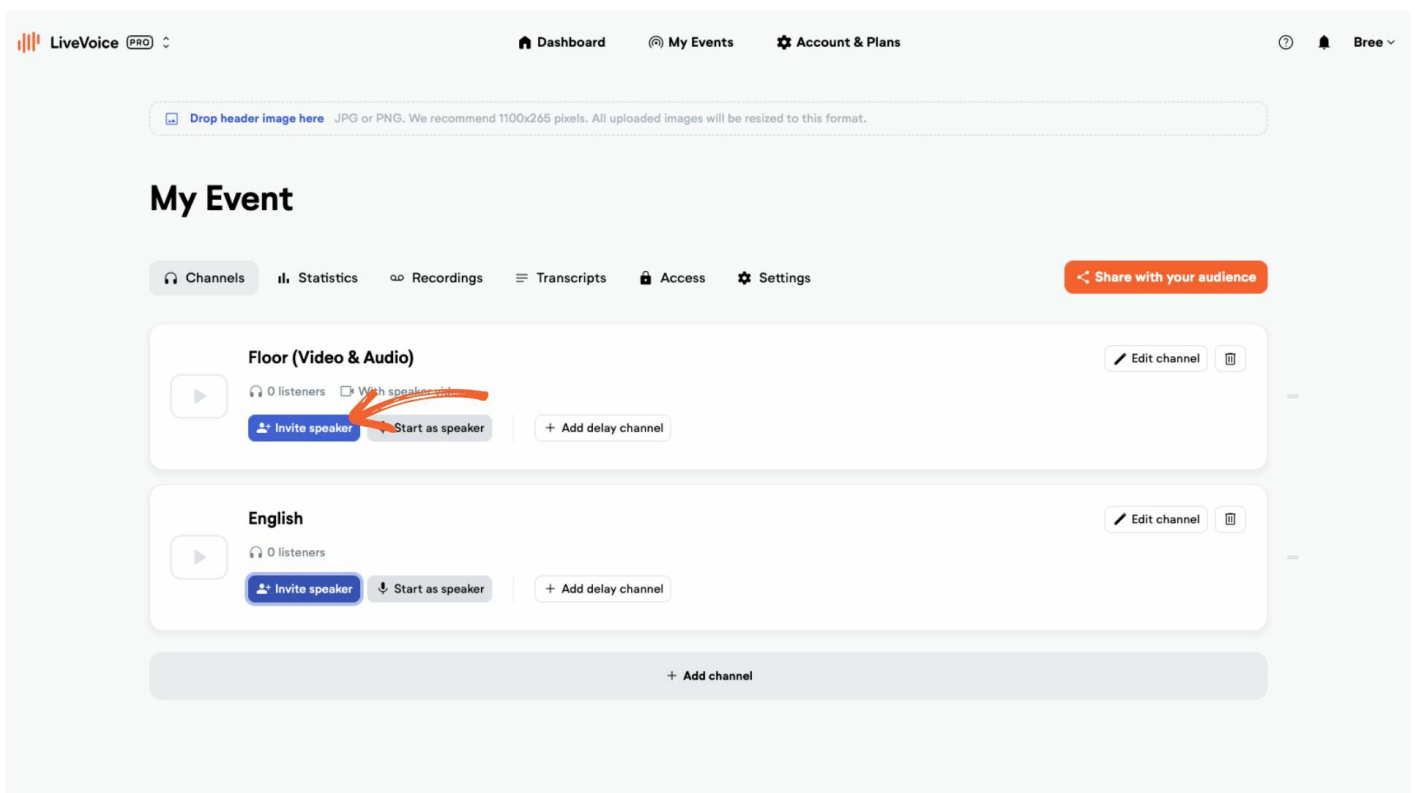 LiveVoice PRO Dashboard My Events Account & Plans Bree
Drop header image here JPG or PNG. We recommend 1100x265 pixels. All uploaded images will be resized to this format.
My Event
Channels Statistics Recordings Transcripts Access Settings Share with your audience
Floor (Video & Audio) Edit channel
0 listeners With speaker video
Invite speaker Start as speaker + Add delay channel
English Edit channel
0 listeners
Invite speaker Start as speaker + Add delay channel
+ Add channel